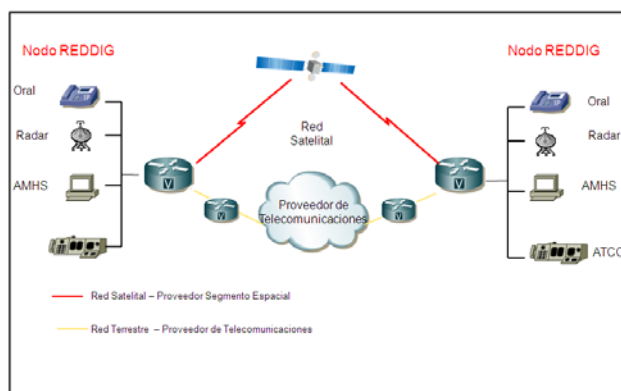 Nodo REDDIG
Nodo REDDIG
Oral
Radar
AMHS
Red
Satelital
Oral
Radar
AMHS
ATCC
V
V
Proveedor de
Telecomunicaciones
Red Satelital – Proveedor Segmento Espacial
Red Terrestre – Proveedor de Telecomunicaciones